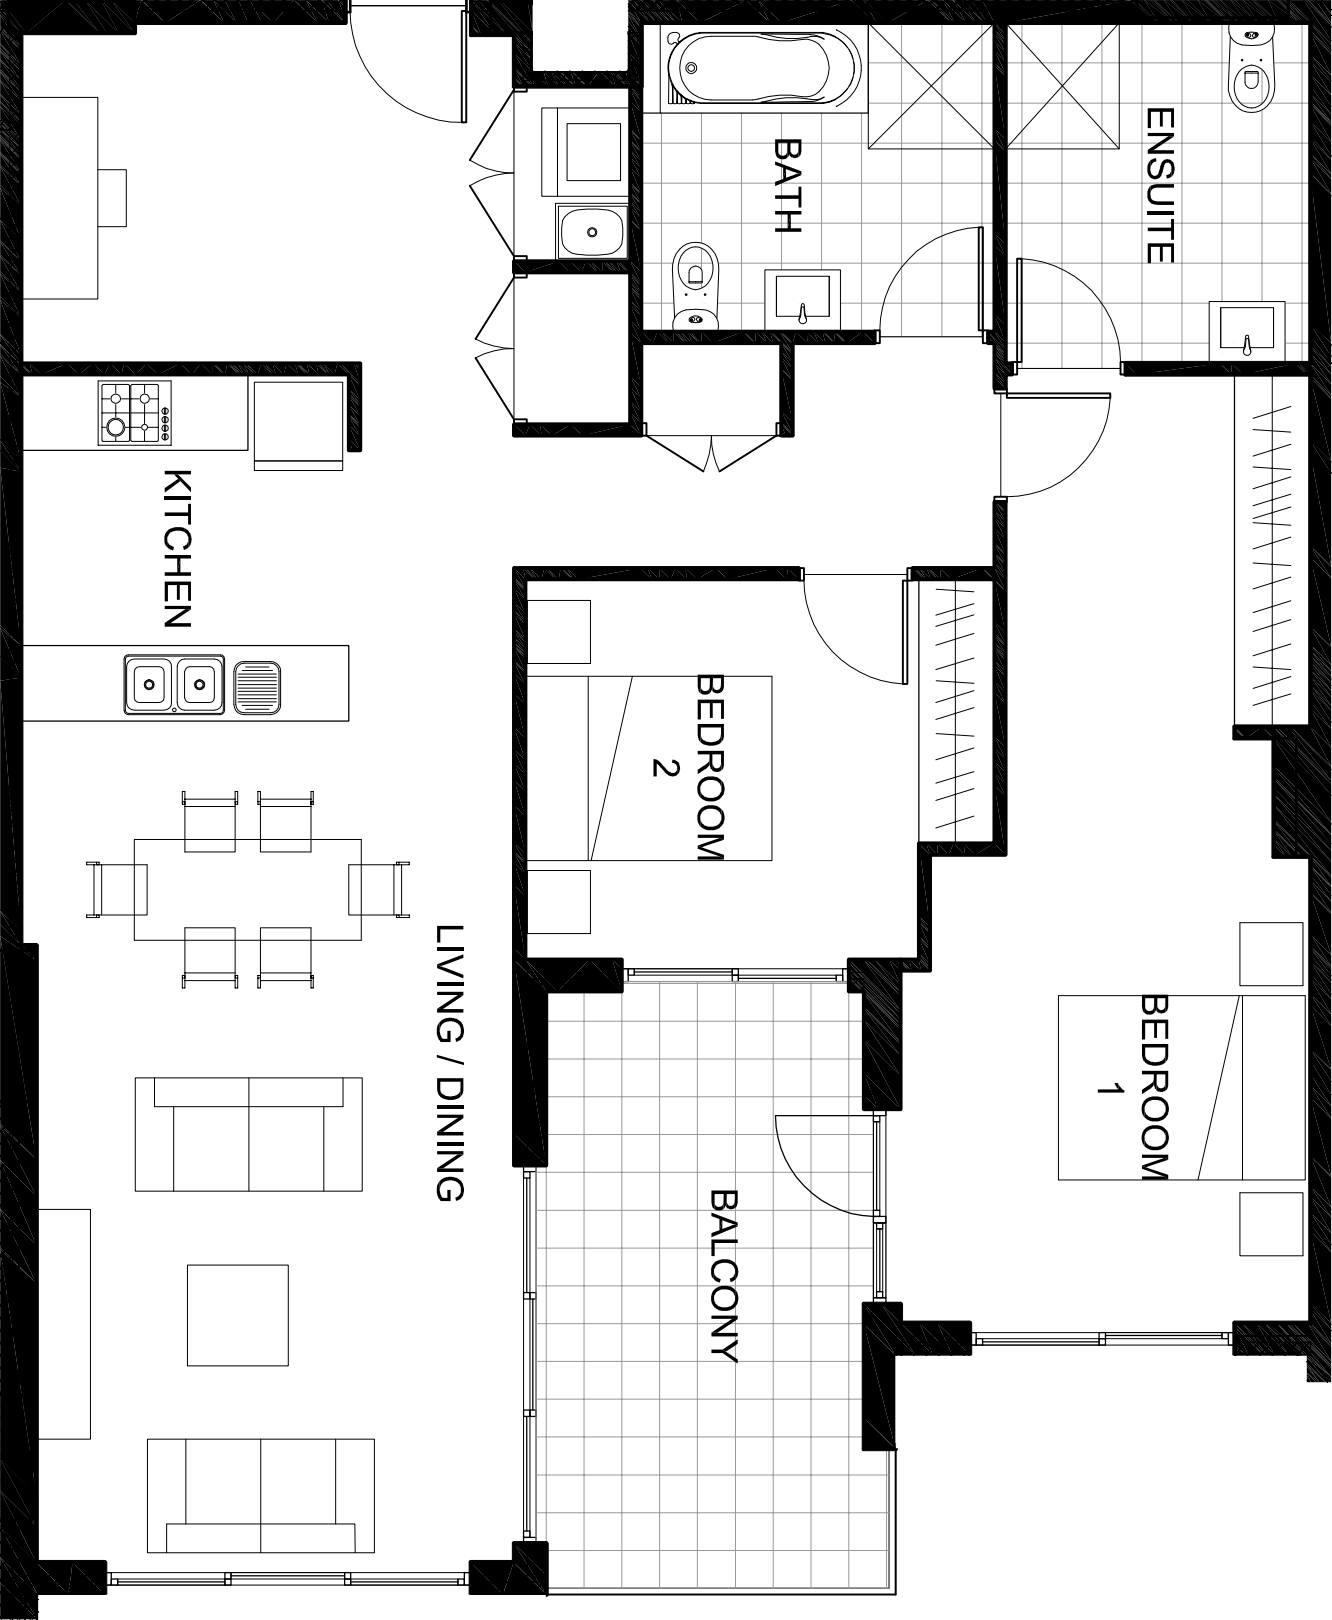 ENSUITE
BATH
KITCHEN
BEDROOM
2
LIVING / DINING
BEDROOM
1
BALCONY